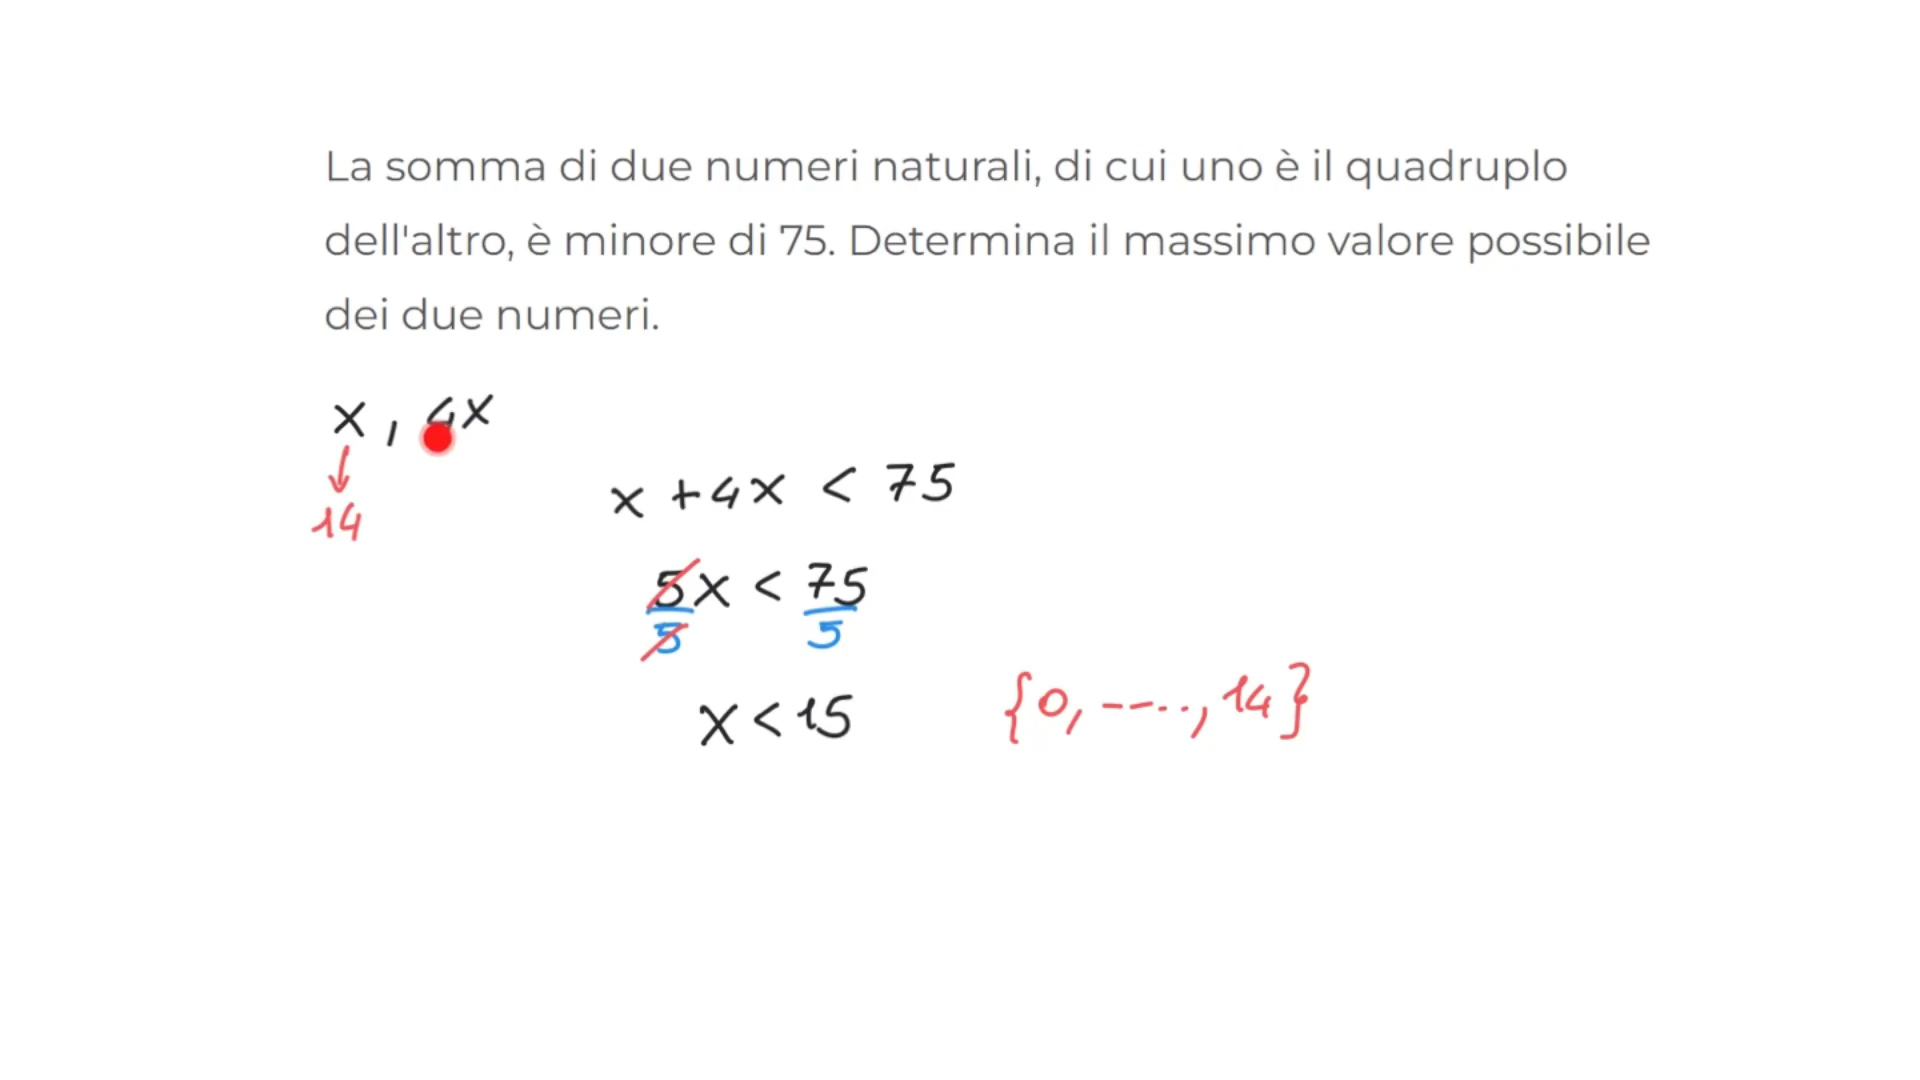 La somma di due numeri naturali, di cui uno è il quadruplo
dell'altro, è minore di 75. Determina il massimo valore possibile
dei due numeri.
x, 4x
14
x + 4x < 75
5x < 75
5 5
x < 15
{0, ----.., 14}